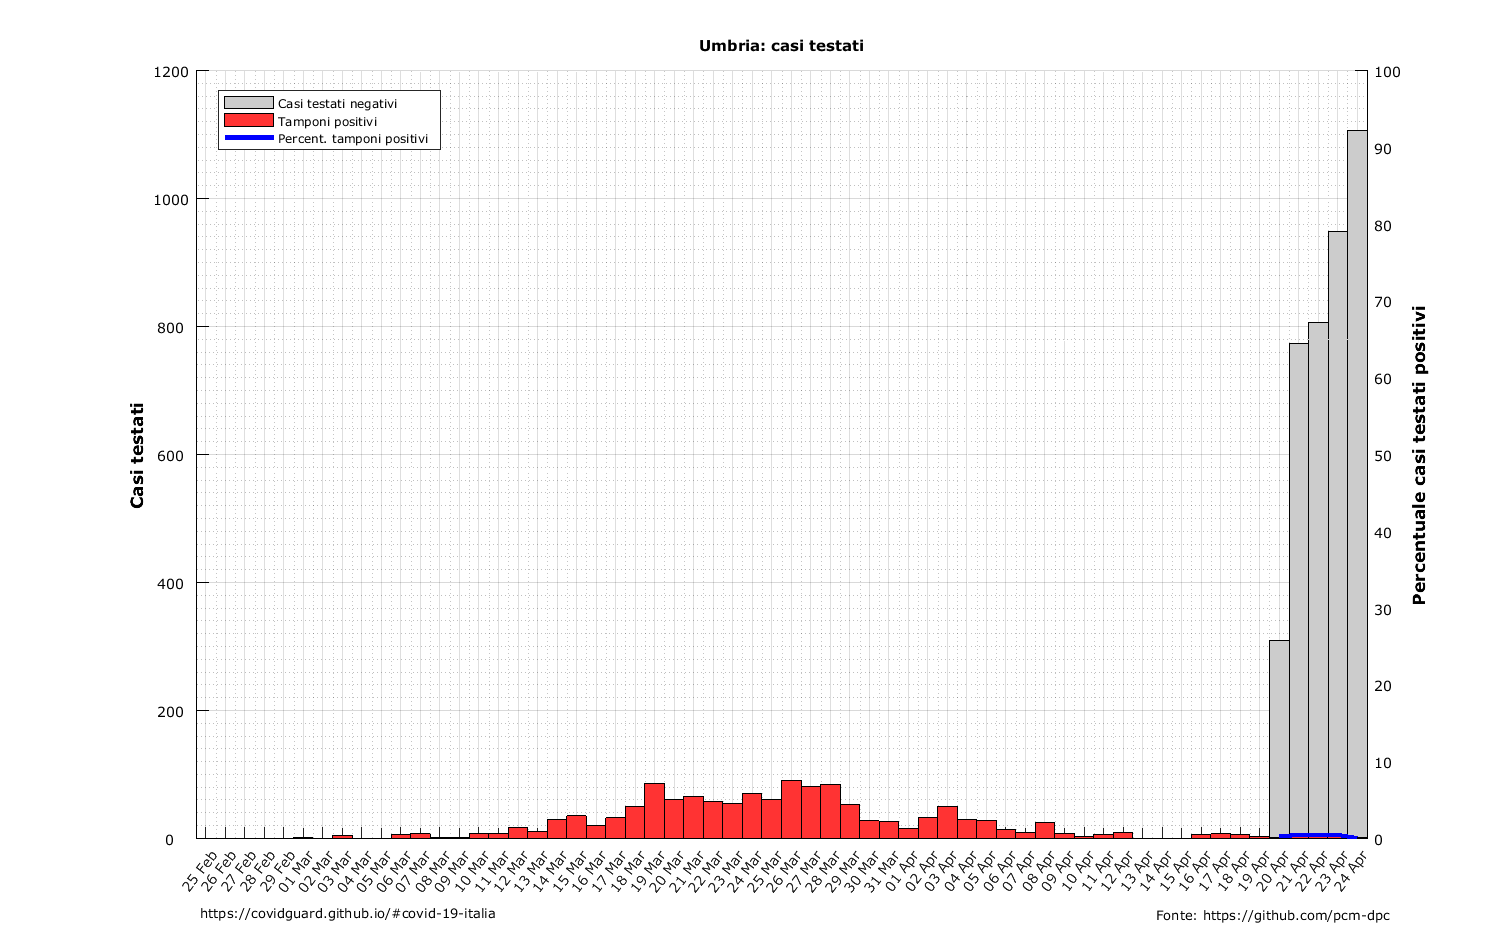 Umbria: casi testati
1200
1000
800
600
400
200
0
100
90
80
70
60
50
40
30
20
10
0
Casi testati negativi
Tamponi positivi
Percent. tamponi positivi
Casi testati
Percentuale casi testati positivi
25 Feb
26 Feb
27 Feb
28 Feb
29 Feb
01 Mar
02 Mar
03 Mar
04 Mar
05 Mar
06 Mar
07 Mar
08 Mar
09 Mar
10 Mar
11 Mar
12 Mar
13 Mar
14 Mar
15 Mar
16 Mar
17 Mar
18 Mar
19 Mar
20 Mar
21 Mar
22 Mar
23 Mar
24 Mar
25 Mar
26 Mar
27 Mar
28 Mar
29 Mar
30 Mar
31 Mar
01 Apr
02 Apr
03 Apr
04 Apr
05 Apr
06 Apr
07 Apr
08 Apr
09 Apr
10 Apr
11 Apr
12 Apr
13 Apr
14 Apr
15 Apr
16 Apr
17 Apr
18 Apr
19 Apr
20 Apr
21 Apr
22 Apr
23 Apr
24 Apr
https://covidguard.github.io/#covid-19-italia
Fonte: https://github.com/pcm-dpc